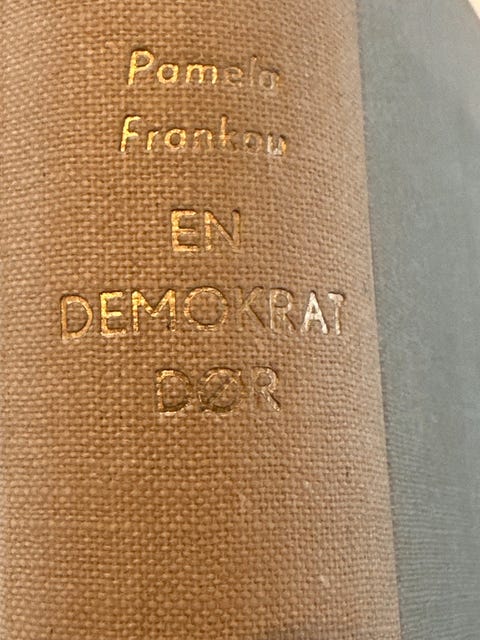 Pamela
Frankau
EN
DEMOKRAT
DØR